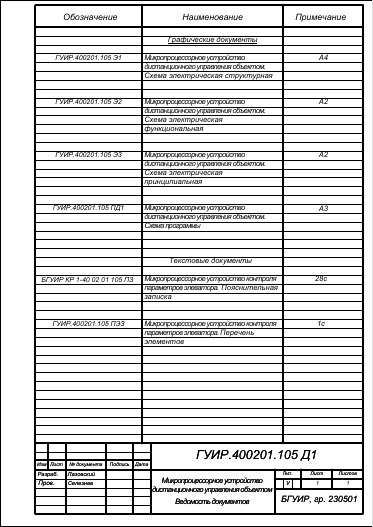 Обозначение Наименование Примечание
Графические документы
ГУИР.400201.105 Э1 Микропроцессорное устройство А4
дистанционного управления объектом.
Схема электрическая структурная
ГУИР.400201.105 Э2 Микропроцессорное устройство А2
дистанционного управления объектом.
Схема электрическая
функциональная
ГУИР.400201.105 Э3 Микропроцессорное устройство А2
дистанционного управления объектом.
Схема электрическая
принципиальная
ГУИР.400201.105 ПД1 Микропроцессорное устройство А3
дистанционного управления объектом.
Схема программы
Текстовые документы
БГУИР КР 1-40 02 01 105 ПЗ Микропроцессорное устройство контроля 28с
параметров элеватора. Пояснительная
записка
ГУИР.400201.105 ПЭ3 Микропроцессорное устройство контроля 1с
параметров элеватора. Перечень
элементов
ГУИР.400201.105 Д1
Изм Лист № документа Подпись Дата
Разраб. Лазовский
Пров. Селезнев
Микропроцессорное устройство
дистанционного управления объектом
Ведомость документов
Лит. Лист Листов
У 1 1
БГУИР, гр. 230501